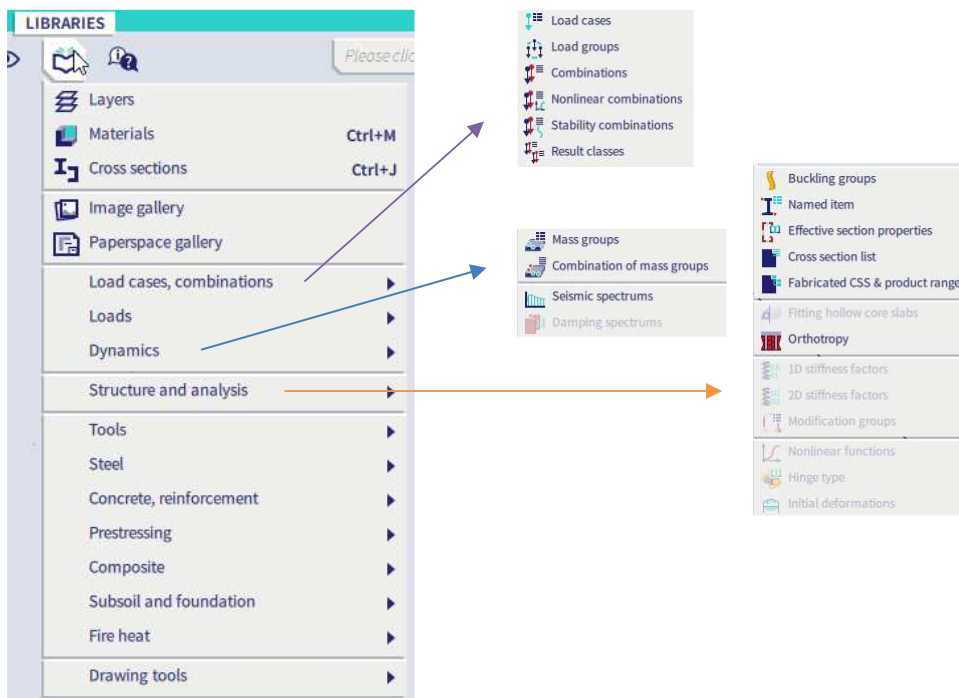 LIBRARIES
Please clic
Layers
Materials Ctrl+M
Cross sections Ctrl+J
Image gallery
Paperspace gallery
Load cases, combinations
Loads
Dynamics
Structure and analysis
Tools
Steel
Concrete, reinforcement
Prestressing
Composite
Subsoil and foundation
Fire heat
Drawing tools
Load cases
Load groups
Combinations
Nonlinear combinations
Stability combinations
Result classes
Mass groups
Combination of mass groups
Seismic spectrums
Damping spectrums
Buckling groups
Named item
Effective section properties
Cross section list
Fabricated CSS & product range
Fitting hollow core slabs
Orthotropy
1D stiffness factors
2D stiffness factors
Modification groups
Nonlinear functions
Hinge type
Initial deformations